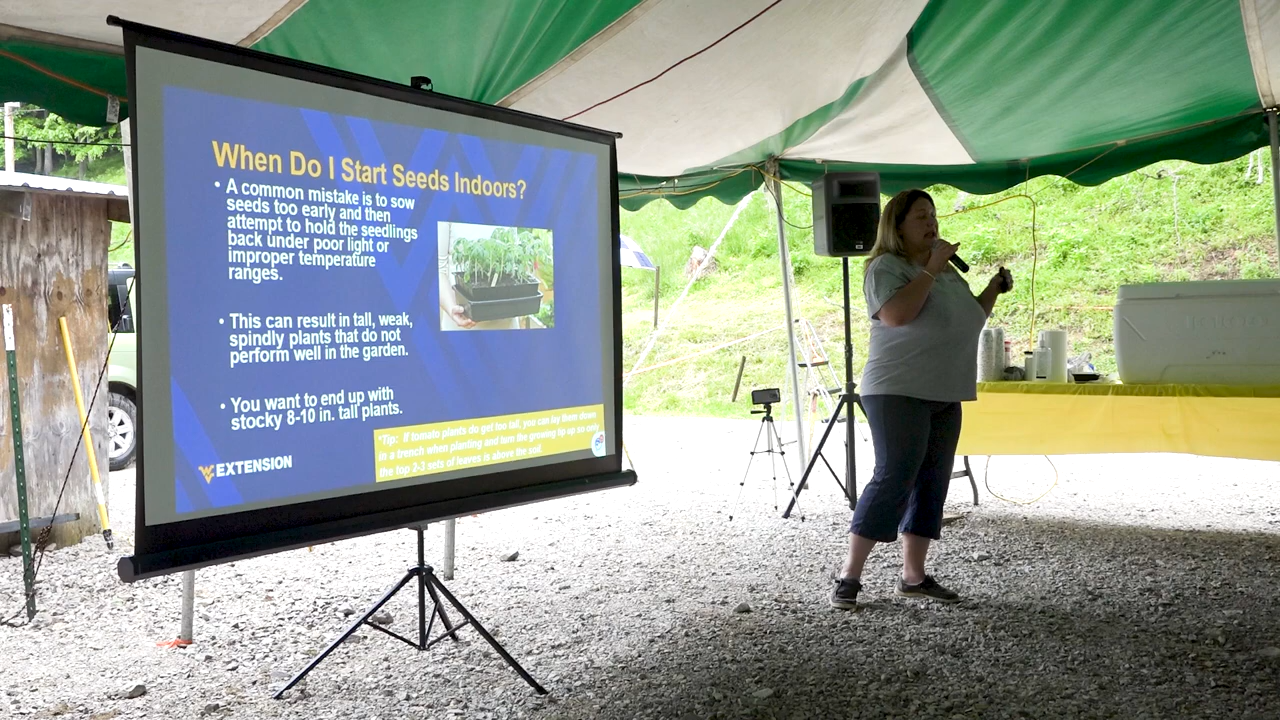 When Do I Start Seeds Indoors?
• A common mistake is to sow
seeds too early and then
attempt to hold the seedlings
back under poor light or
improper temperature
ranges.
• This can result in tall, weak,
spindly plants that do not
perform well in the garden.
• You want to end up with
stocky 8-10 in. tall plants.
*Tip: If tomato plants do get too tall, you can lay them down
in a trench when planting and turn the growing tip up so only
the top 2-3 sets of leaves is above the soil.
EXTENSION